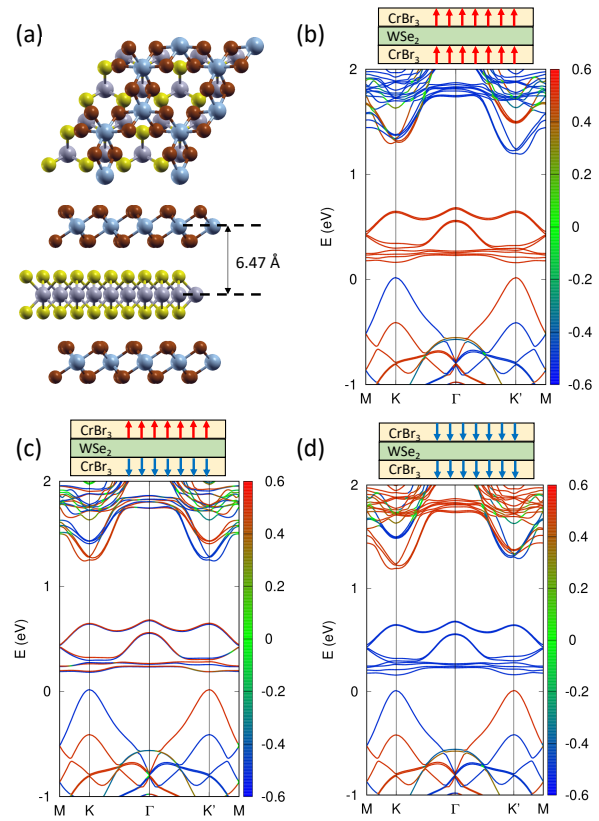 (a)
6.47 Å
(b)
CrBr3
WSe2
CrBr3
2
1
0
-1
E (eV)
M K Γ K' M
0.6
0.4
0.2
0
-0.2
-0.4
-0.6
(c)
CrBr3
WSe2
CrBr3
2
1
0
-1
E (eV)
M K Γ K' M
0.6
0.4
0.2
0
-0.2
-0.4
-0.6
(d)
CrBr3
WSe2
CrBr3
2
1
0
-1
E (eV)
M K Γ K' M
0.6
0.4
0.2
0
-0.2
-0.4
-0.6